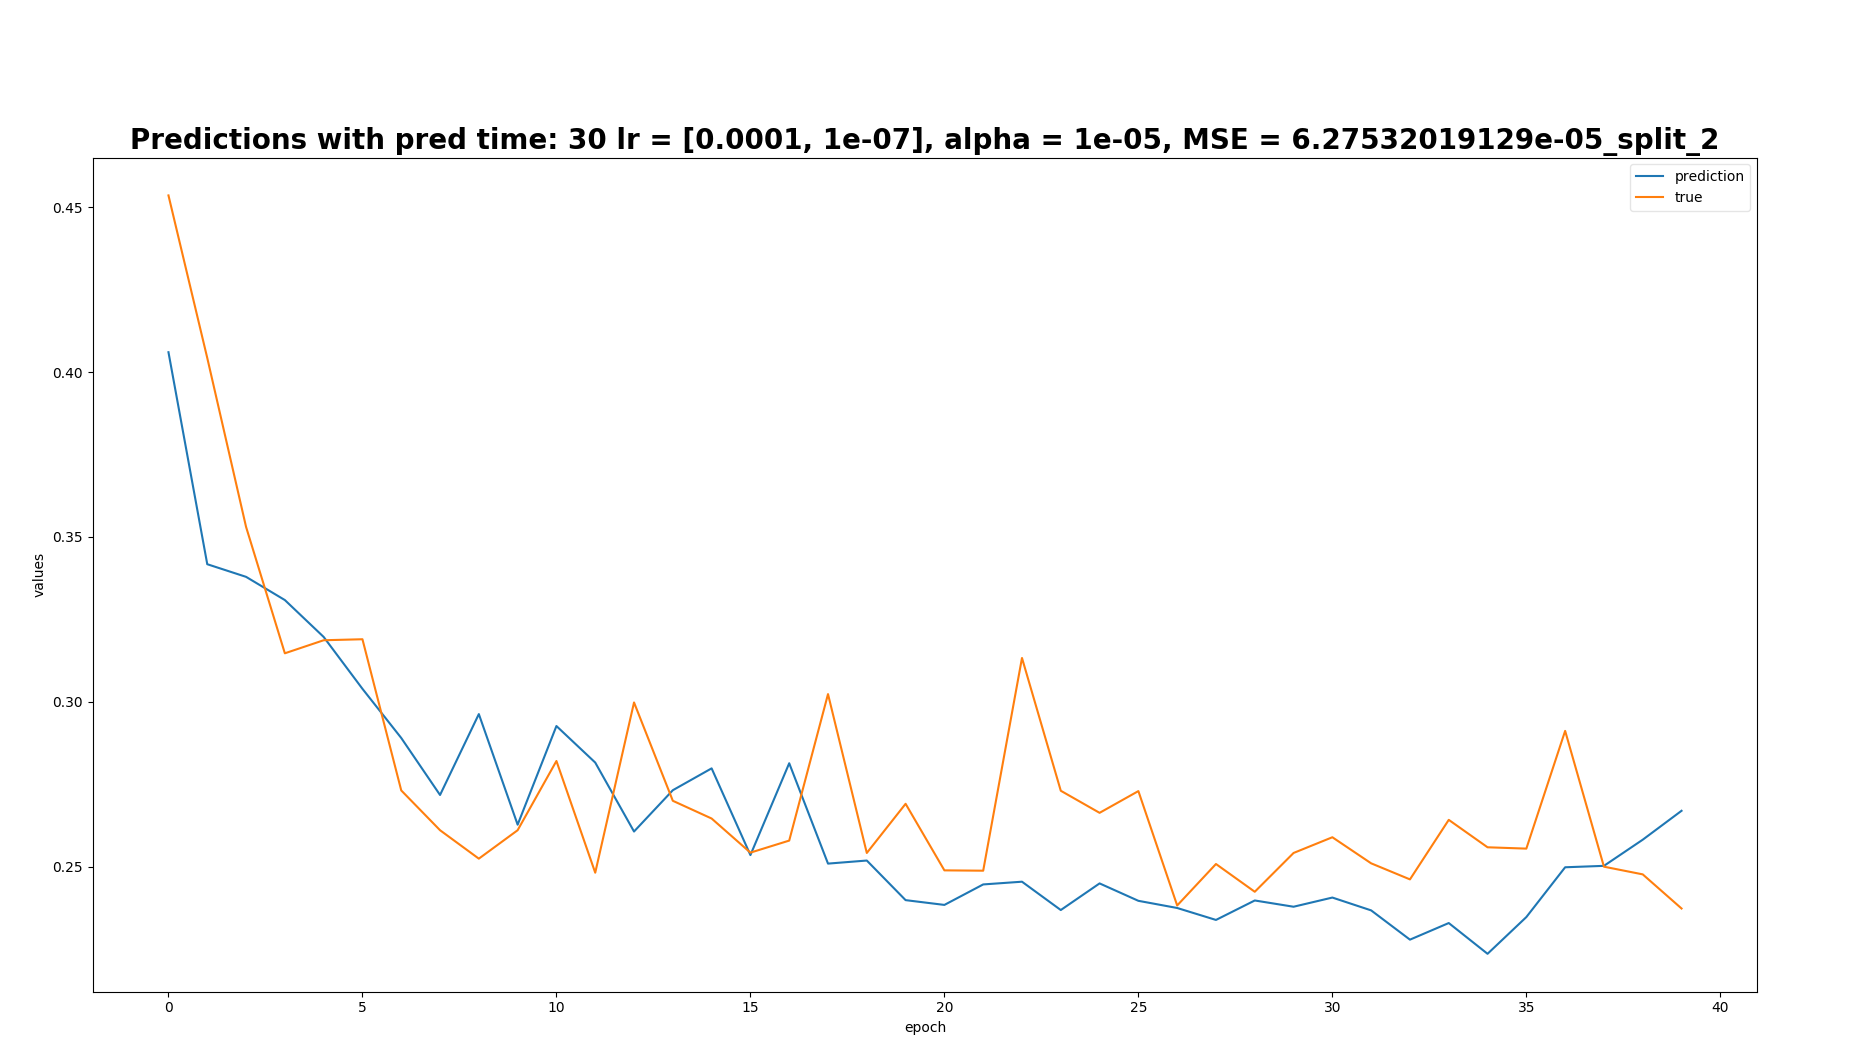 Predictions with pred time: 30 lr = [0.0001, 1e-07], alpha = 1e-05, MSE = 6.27532019129e-05_split_2
prediction
true
0.45
0.40
0.35
0.30
0.25
values
0 5 10 15 20 25 30 35 40
epoch